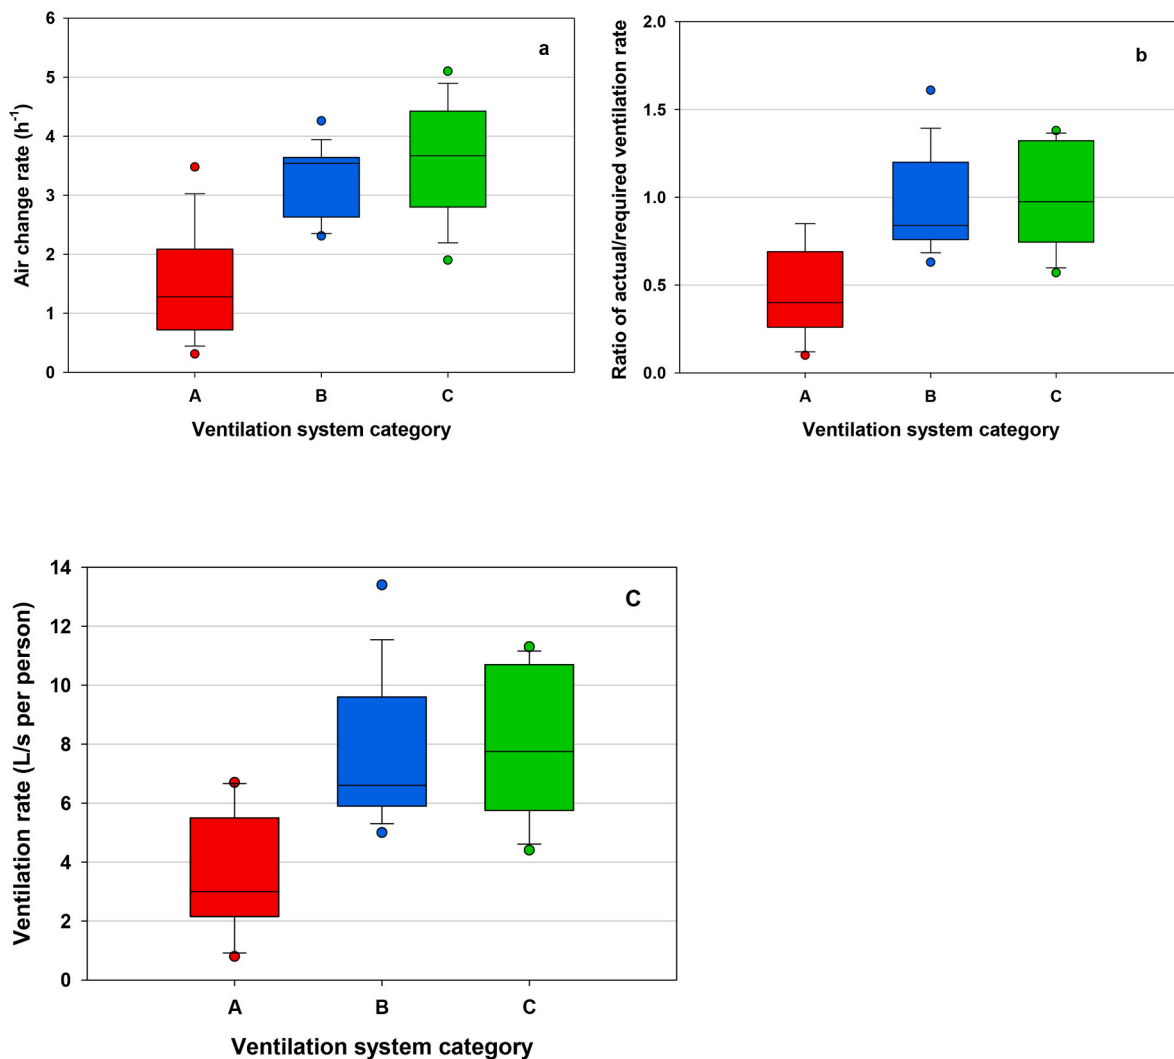 a
6
5
4
3
2
1
0
Air change rate (h⁻¹)
A B C
Ventilation system category
b
2.0
1.5
1.0
0.5
0.0
Ratio of actual/required ventilation rate
A B C
Ventilation system category
C
14
12
10
8
6
4
2
0
Ventilation rate (L/s per person)
A B C
Ventilation system category